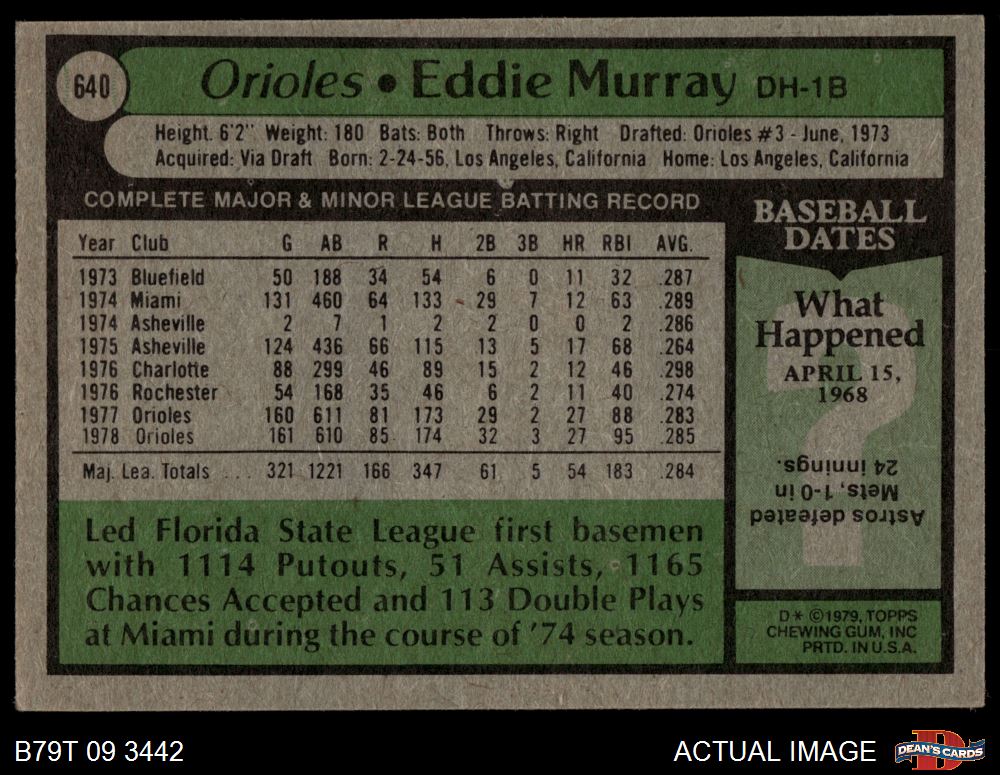 640
Orioles • Eddie Murray DH-1B
Height. 6'2" Weight: 180 Bats: Both Throws: Right Drafted: Orioles #3 - June, 1973
Acquired: Via Draft Born: 2-24-56, Los Angeles, California Home: Los Angeles, California
COMPLETE MAJOR & MINOR LEAGUE BATTING RECORD
Year Club G AB R H 2B 3B HR RBI AVG.
1973 Bluefield 50 188 34 54 6 0 11 32 .287
1974 Miami 131 460 64 133 29 7 12 63 .289
1974 Asheville 2 7 1 2 2 0 0 2 .286
1975 Asheville 124 436 66 115 13 5 17 68 .264
1976 Charlotte 88 299 46 89 15 2 12 46 .298
1976 Rochester 54 168 35 46 6 2 11 40 .274
1977 Orioles 160 611 81 173 29 2 27 88 .283
1978 Orioles 161 610 85 174 32 3 27 95 .285
Maj. Lea. Totals ... 321 1221 166 347 61 5 54 183 .284
Led Florida State League first basemen
with 1114 Putouts, 51 Assists, 1165
Chances Accepted and 113 Double Plays
at Miami during the course of '74 season.
BASEBALL
DATES
What
Happened
APRIL 15,
1968
Astros defeated
Mets, 1-0 in
24 innings.
D* ©1979, TOPPS
CHEWING GUM, INC
PRTD. IN U.S.A.
B79T 09 3442
ACTUAL IMAGE
D
DEAN'S CARDS